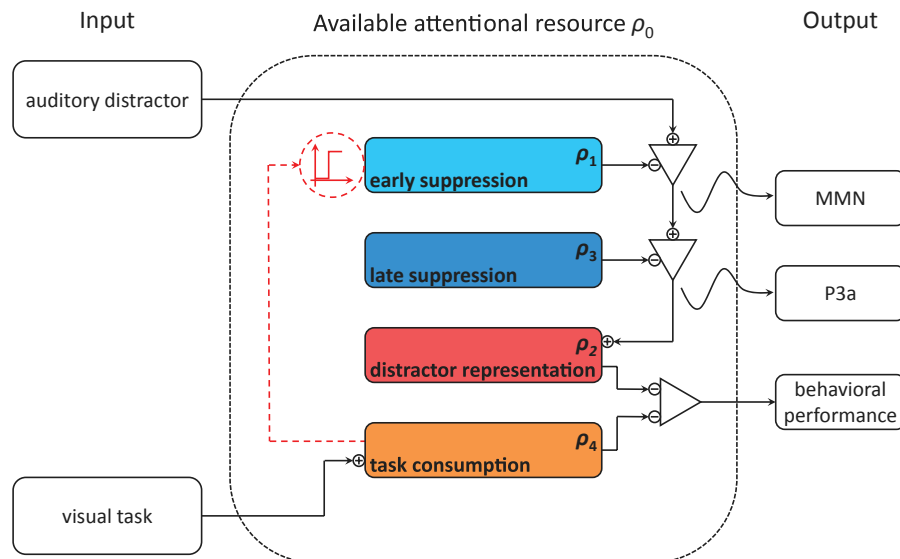 Input
Available attentional resource ρ₀
Output
auditory distractor
ρ₁
early suppression
MMN
ρ₃
late suppression
P3a
ρ₂
distractor representation
behavioral
performance
ρ₄
task consumption
visual task